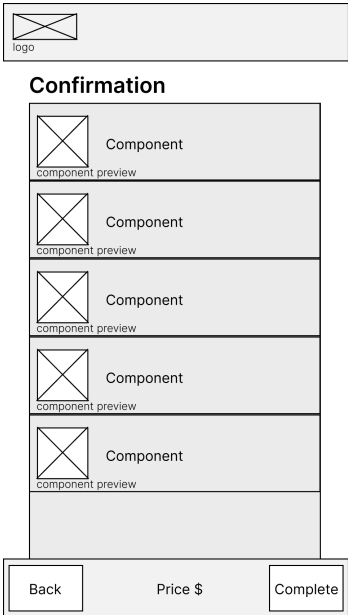 logo
Confirmation
Component
component preview
Component
component preview
Component
component preview
Component
component preview
Component
component preview
Back
Price $
Complete